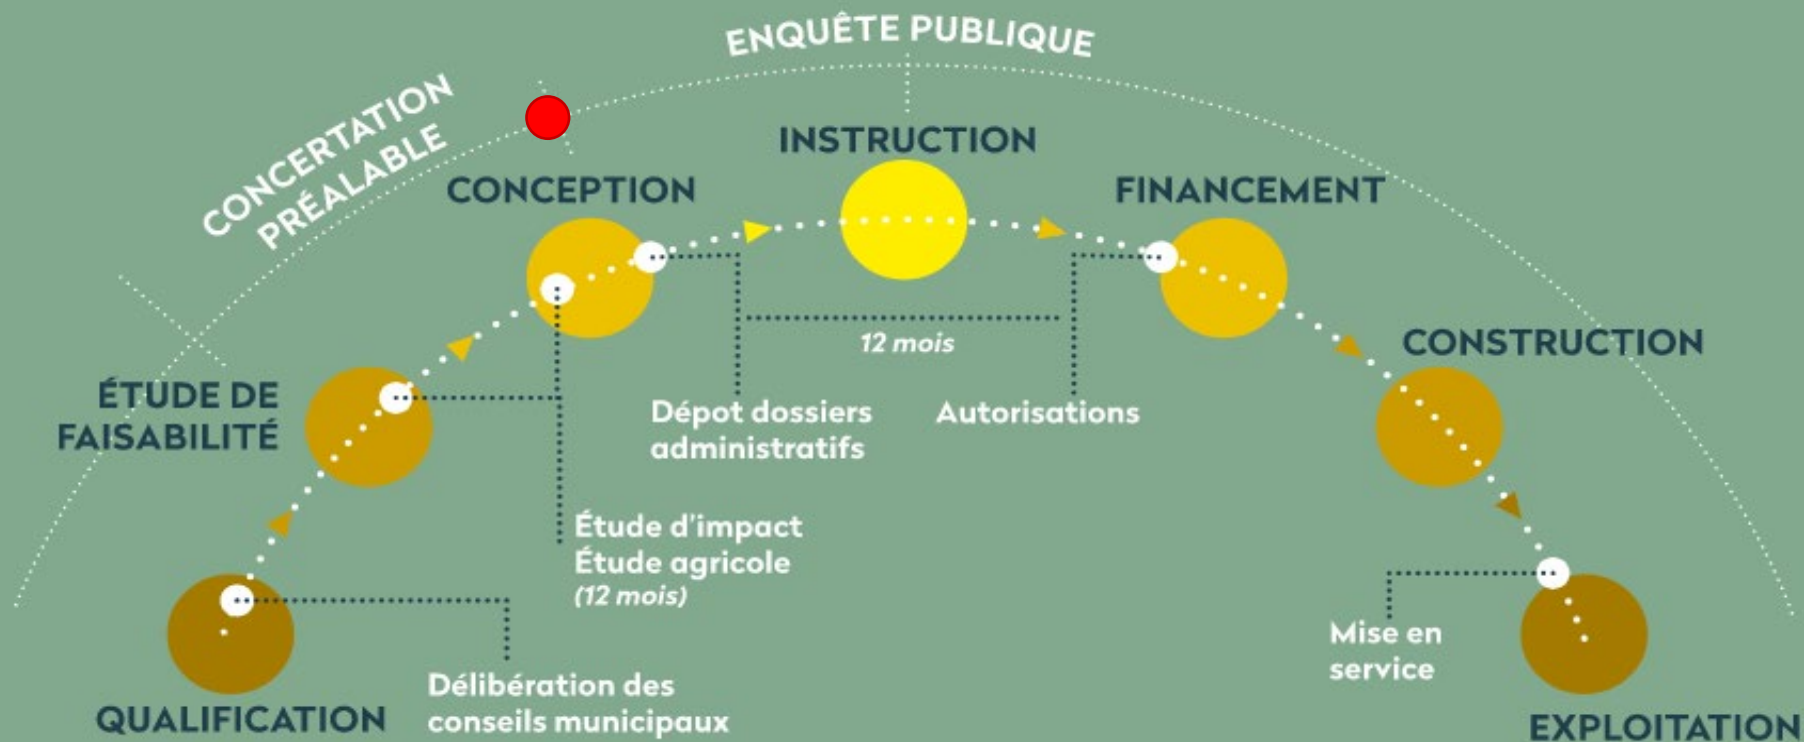 ENQUÊTE PUBLIQUE
CONCERTATION
PRÉALABLE
INSTRUCTION
CONCEPTION
FINANCEMENT
12 mois
CONSTRUCTION
ÉTUDE DE
FAISABILITÉ
Dépot dossiers
administratifs
Autorisations
Étude d'impact
Étude agricole
(12 mois)
Mise en
service
Délibération des
conseils municipaux
QUALIFICATION
EXPLOITATION